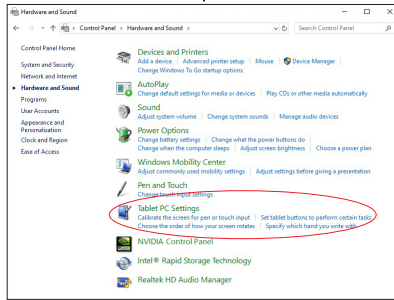 Hardware and Sound
Control Panel > Hardware and Sound >
Search Control Panel
Control Panel Home
System and Security
Network and Internet
Hardware and Sound
Programs
User Accounts
Appearance and
Personalization
Clock and Region
Ease of Access
Devices and Printers
Add a device | Advanced printer setup | Mouse | Device Manager |
Change Windows To Go startup options
AutoPlay
Change default settings for media or devices | Play CDs or other media automatically
Sound
Adjust system volume | Change system sounds | Manage audio devices
Power Options
Change battery settings | Change what the power buttons do |
Change when the computer sleeps | Adjust screen brightness | Choose a power plan
Windows Mobility Center
Adjust commonly used mobility settings | Adjust settings before giving a presentation
Pen and Touch
Change touch input settings
Tablet PC Settings
Calibrate the screen for pen or touch input | Set tablet buttons to perform certain tasks
Choose the order of how your screen rotates | Specify which hand you write with
NVIDIA Control Panel
Intel® Rapid Storage Technology
Realtek HD Audio Manager